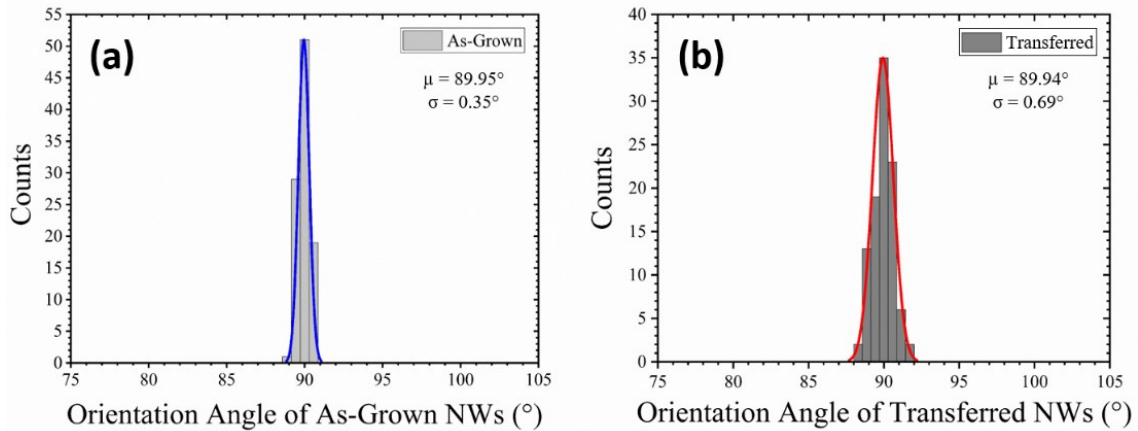 (a)
As-Grown
μ = 89.95°
σ = 0.35°
Counts
55
50
45
40
35
30
25
20
15
10
5
0
75 80 85 90 95 100 105
Orientation Angle of As-Grown NWs (°)
(b)
Transferred
μ = 89.94°
σ = 0.69°
Counts
40
35
30
25
20
15
10
5
0
75 80 85 90 95 100 105
Orientation Angle of Transferred NWs (°)